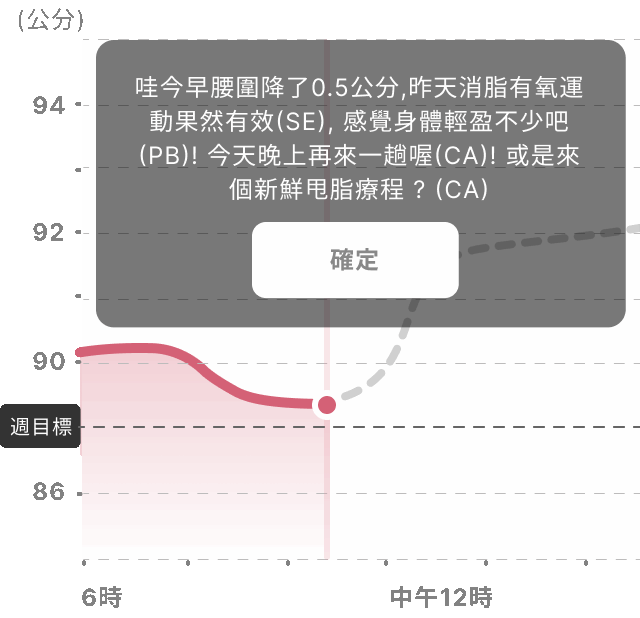 (公分)
哇今早腰圍降了0.5公分,昨天消脂有氧運
動果然有效(SE), 感覺身體輕盈不少吧
(PB)! 今天晚上再來一趟喔(CA)! 或是來
個新鮮甩脂療程 ? (CA)
確定
94
92
90
週目標
86
6時
中午12時